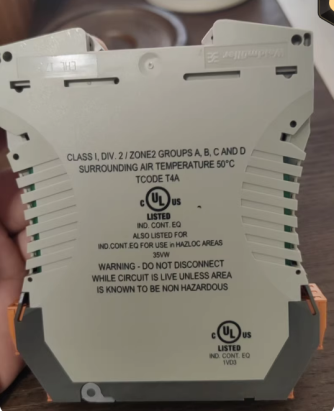 Weidmüller
CLASS I, DIV. 2 / ZONE2 GROUPS A, B, C AND D
SURROUNDING AIR TEMPERATURE 50°C
TCODE T4A
C UL US
LISTED
IND. CONT. EQ
ALSO LISTED FOR
IND.CONT.EQ FOR USE in HAZLOC AREAS
35VW
WARNING - DO NOT DISCONNECT
WHILE CIRCUIT IS LIVE UNLESS AREA
IS KNOWN TO BE NON HAZARDOUS
C UL US
LISTED
IND. CONT. EQ